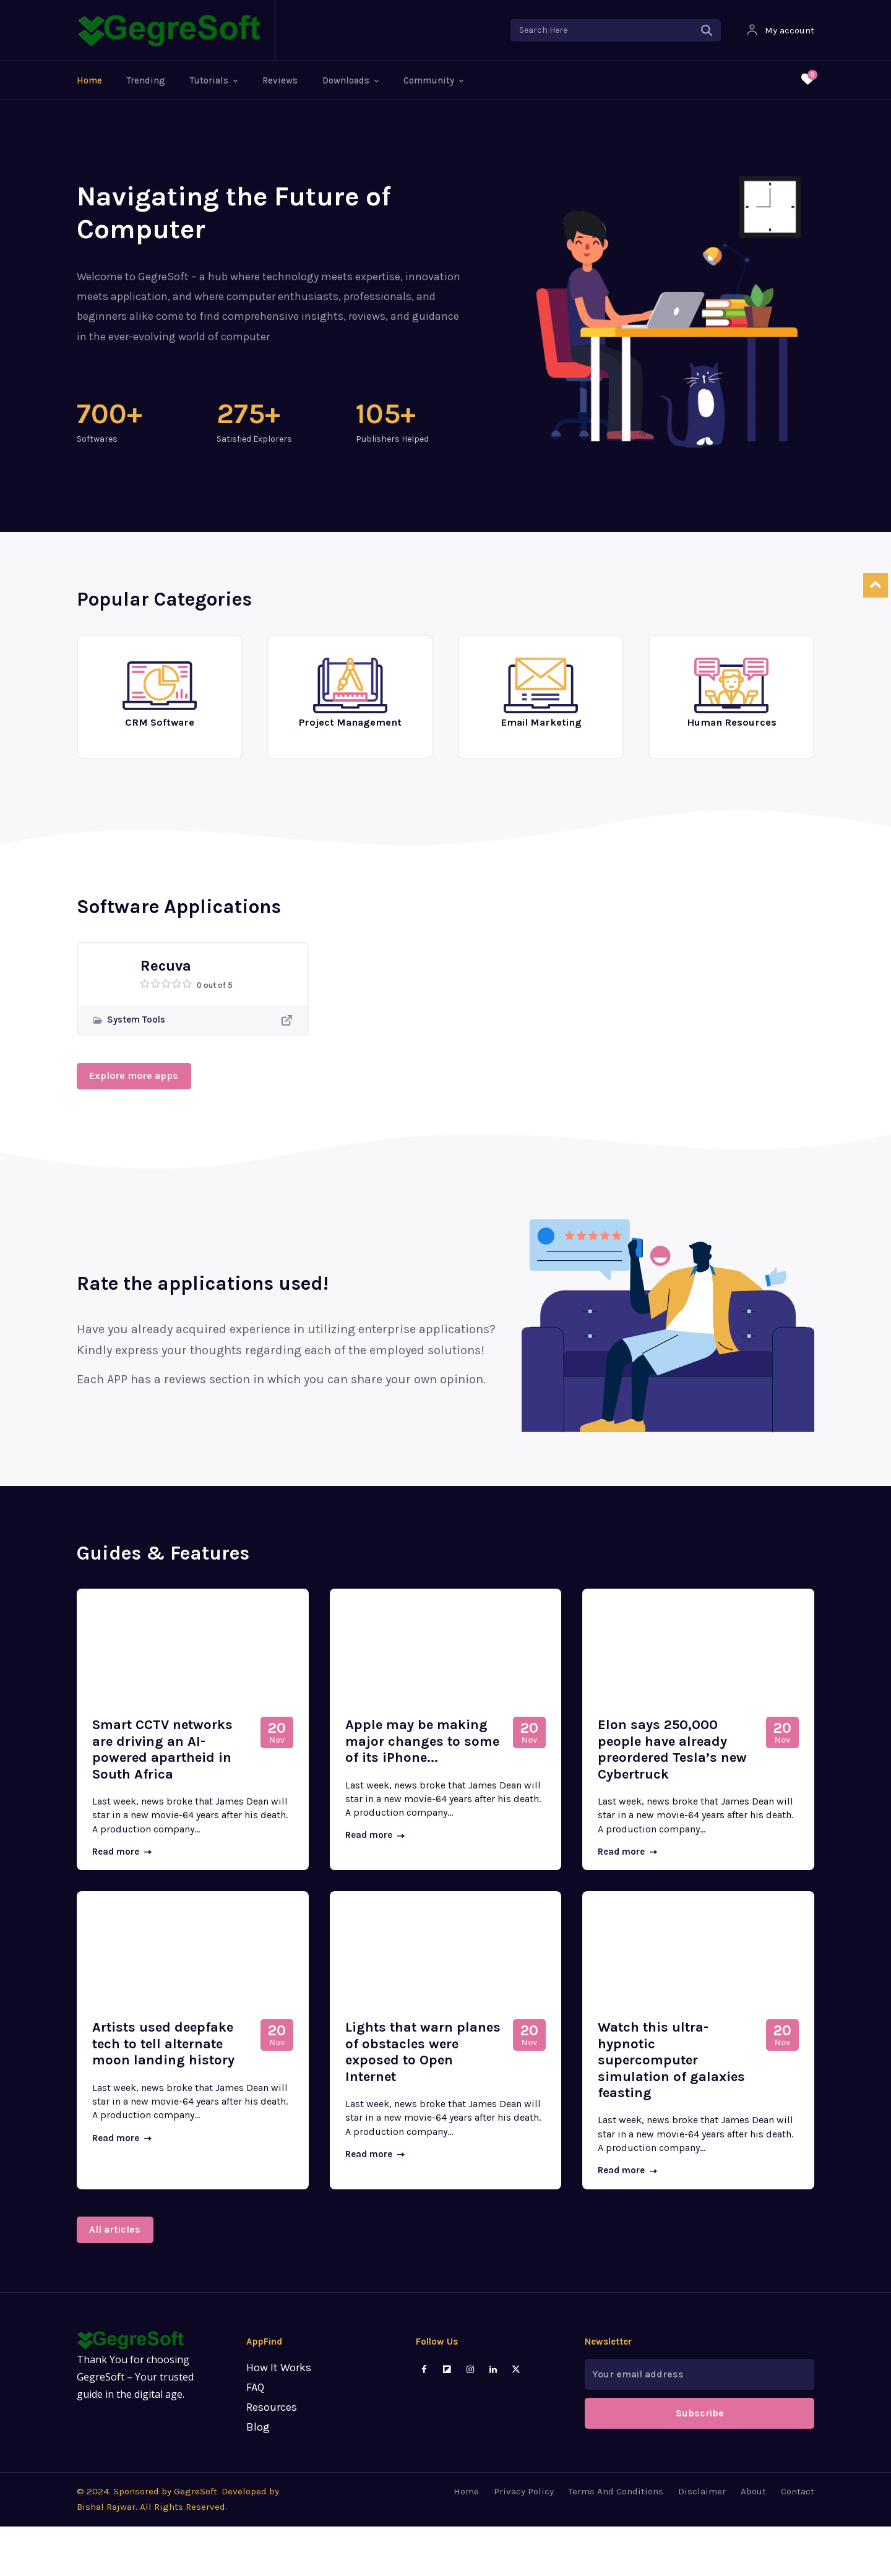 GegreSoft
Search Here
My account
Home
Trending
Tutorials
Reviews
Downloads
Community
0
Navigating the Future of
Computer
Welcome to GegreSoft – a hub where technology meets expertise, innovation
meets application, and where computer enthusiasts, professionals, and
beginners alike come to find comprehensive insights, reviews, and guidance
in the ever-evolving world of computer
700+
Softwares
275+
Satisfied Explorers
105+
Publishers Helped
Popular Categories
CRM Software
Project Management
Email Marketing
Human Resources
Software Applications
Recuva
0 out of 5
System Tools
Explore more apps
Rate the applications used!
Have you already acquired experience in utilizing enterprise applications?
Kindly express your thoughts regarding each of the employed solutions!
Each APP has a reviews section in which you can share your own opinion.
Guides & Features
Smart CCTV networks
are driving an AI-
powered apartheid in
South Africa
20
Nov
Last week, news broke that James Dean will
star in a new movie-64 years after his death.
A production company...
Read more
Apple may be making
major changes to some
of its iPhone...
20
Nov
Last week, news broke that James Dean will
star in a new movie-64 years after his death.
A production company...
Read more
Elon says 250,000
people have already
preordered Tesla’s new
Cybertruck
20
Nov
Last week, news broke that James Dean will
star in a new movie-64 years after his death.
A production company...
Read more
Artists used deepfake
tech to tell alternate
moon landing history
20
Nov
Last week, news broke that James Dean will
star in a new movie-64 years after his death.
A production company...
Read more
Lights that warn planes
of obstacles were
exposed to Open
Internet
20
Nov
Last week, news broke that James Dean will
star in a new movie-64 years after his death.
A production company...
Read more
Watch this ultra-
hypnotic
supercomputer
simulation of galaxies
feasting
20
Nov
Last week, news broke that James Dean will
star in a new movie-64 years after his death.
A production company...
Read more
All articles
GegreSoft
Thank You for choosing
GegreSoft – Your trusted
guide in the digital age.
AppFind
How It Works
FAQ
Resources
Blog
Follow Us
Newsletter
Your email address
Subscribe
© 2024. Sponsored by GegreSoft. Developed by
Bishal Rajwar. All Rights Reserved.
Home
Privacy Policy
Terms And Conditions
Disclaimer
About
Contact